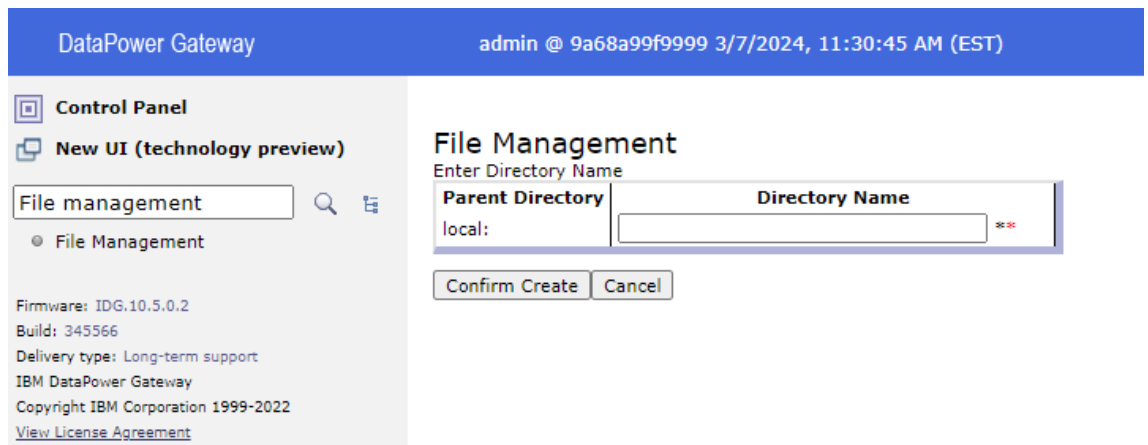 DataPower Gateway
admin @ 9a68a99f9999 3/7/2024, 11:30:45 AM (EST)
Control Panel
New UI (technology preview)
File management
File Management
Firmware: IDG.10.5.0.2
Build: 345566
Delivery type: Long-term support
IBM DataPower Gateway
Copyright IBM Corporation 1999-2022
View License Agreement
File Management
Enter Directory Name
Parent Directory Directory Name
local: **
Confirm Create Cancel